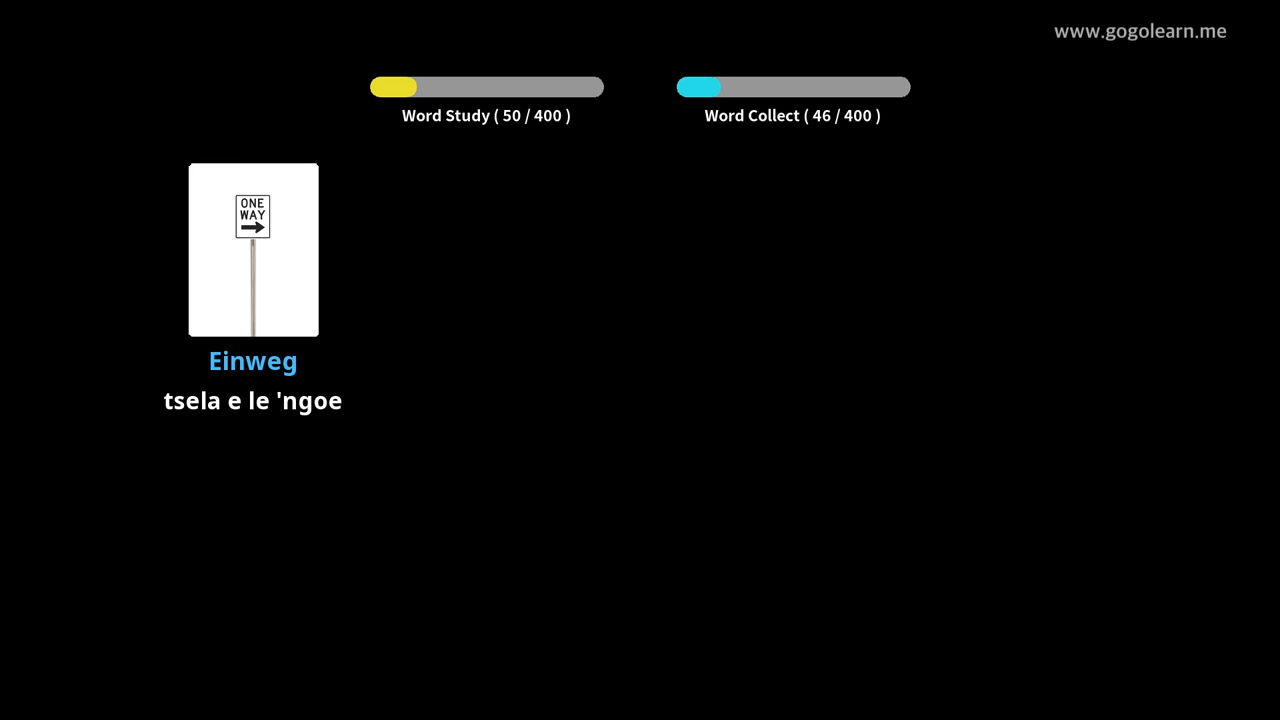 www.gogolearn.me
Word Study ( 50 / 400 )
Word Collect ( 46 / 400 )
ONE
WAY
Einweg
tsela e le 'ngoe